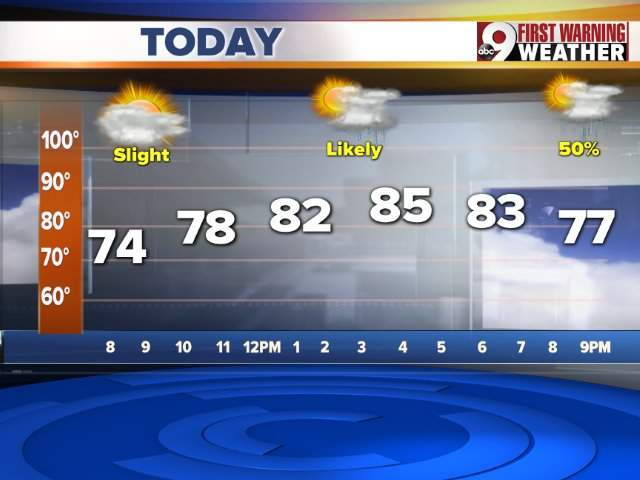 TODAY
abc 9 FIRST WARNING
WEATHER
Slight
Likely
50%
100°
90°
80°
70°
60°
74
78
82
85
83
77
8 9 10 11 12PM 1 2 3 4 5 6 7 8 9PM